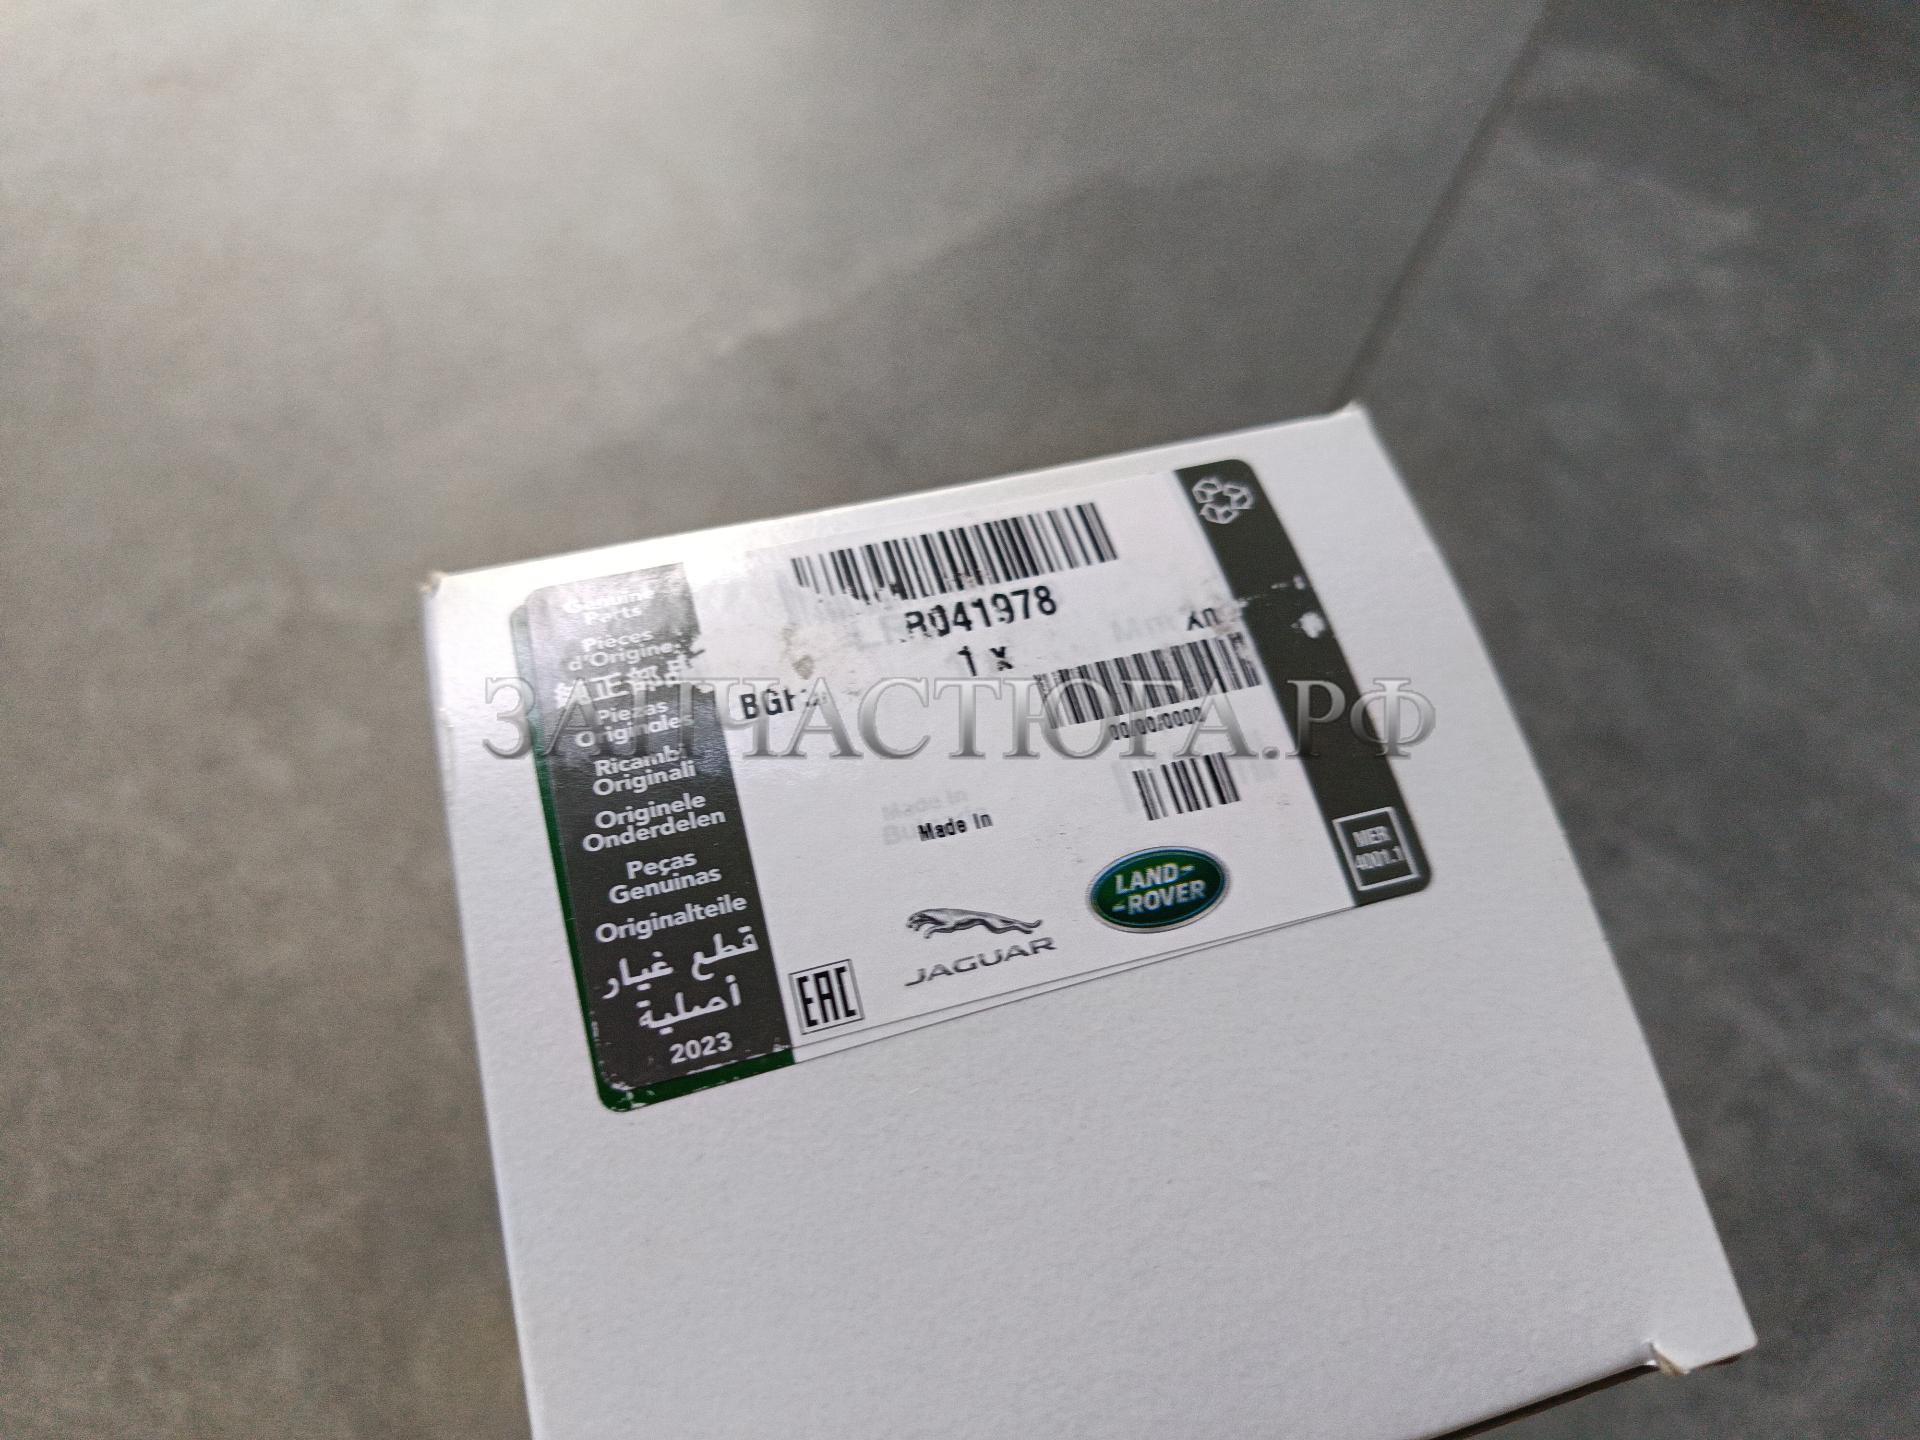 Genuine
Parts
Pièces
d'Origine
Piezas
Originales
Ricambi
Originali
Originele
Onderdelen
Peças
Genuinas
Originalteile
قطع غيار
أصلية
2023
R041978
1 x
00/00/0000
Made In
EAC
JAGUAR
LAND-
-ROVER
MER
4001.1
ЗАПЧАСТЮГА.РФ